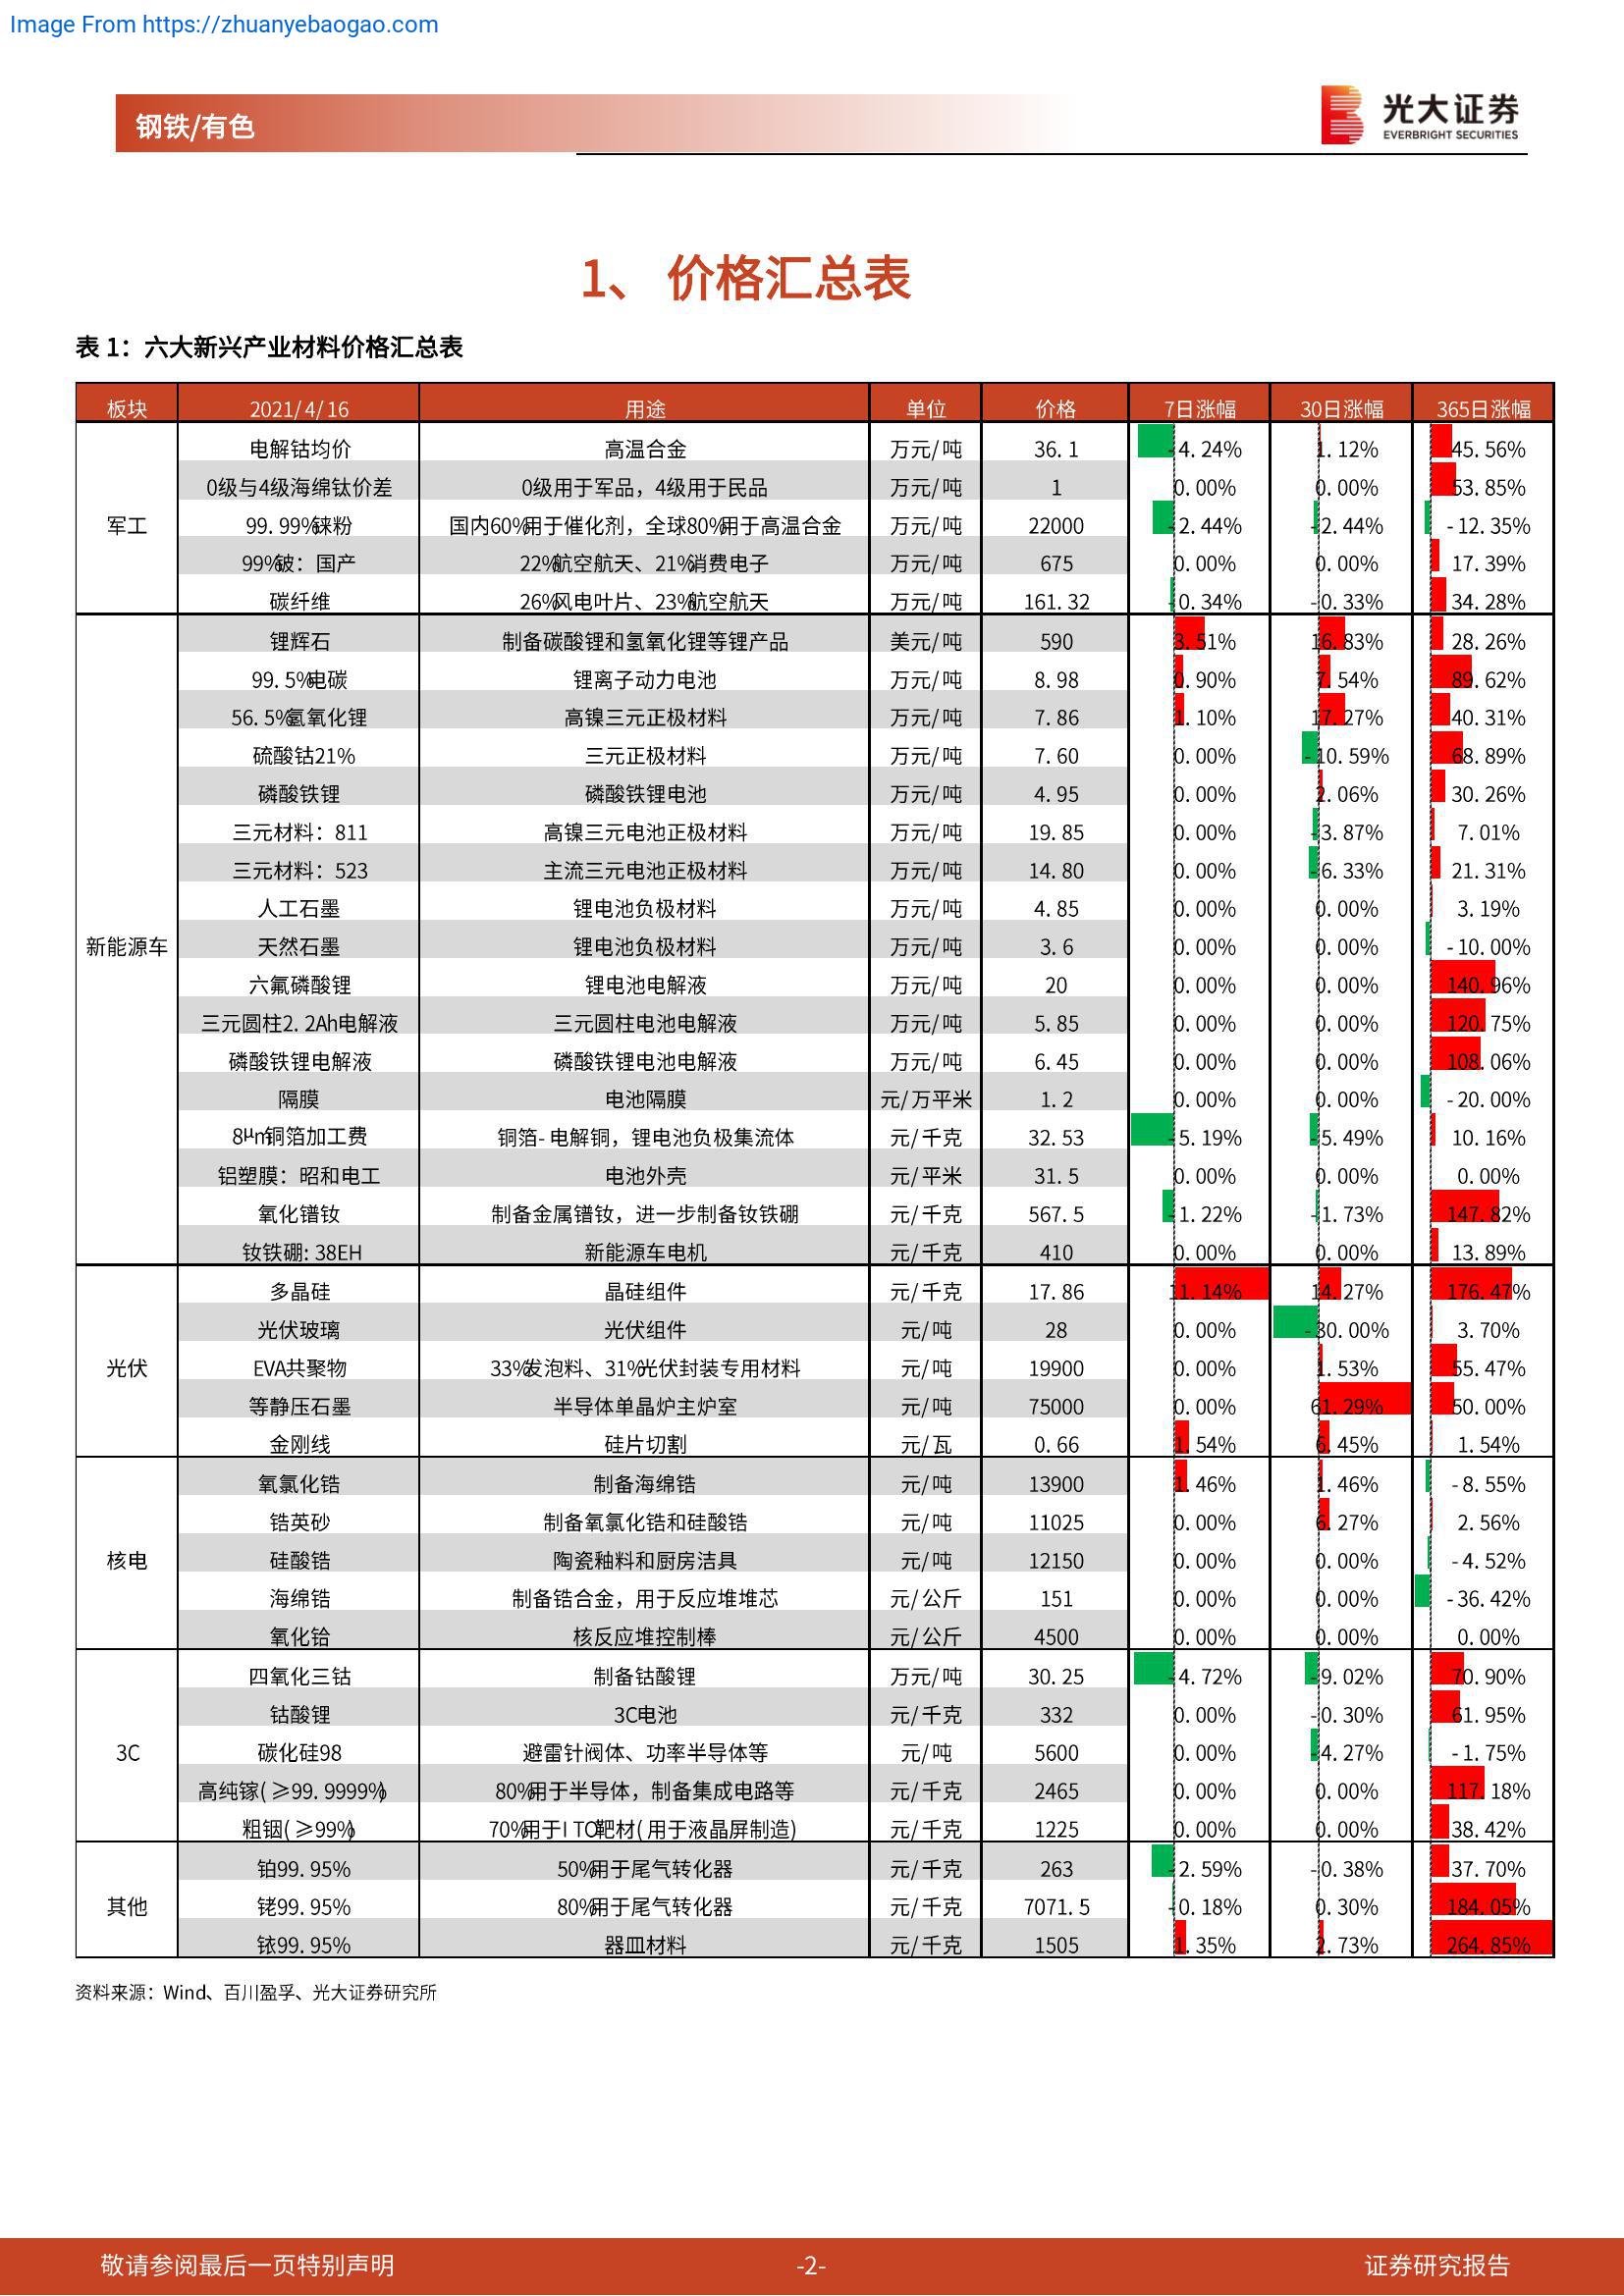 Image From https://zhuanyebaogao.com
钢铁/有色
光大证券
EVERBRIGHT SECURITIES
1、 价格汇总表
表 1：六大新兴产业材料价格汇总表
板块 2021/4/16 用途 单位 价格 7日涨幅 30日涨幅 365日涨幅
电解钴均价 高温合金 万元/吨 36.1 -4.24% 1.12% 45.56%
0级与4级海绵钛价差 0级用于军品，4级用于民品 万元/吨 1 0.00% 0.00% 53.85%
军工 99.99%铼粉 国内60%用于催化剂，全球80%用于高温合金 万元/吨 22000 -2.44% -2.44% -12.35%
99%铍：国产 22%航空航天、21%消费电子 万元/吨 675 0.00% 0.00% 17.39%
碳纤维 26%风电叶片、23%航空航天 万元/吨 161.32 -0.34% -0.33% 34.28%
锂辉石 制备碳酸锂和氢氧化锂等锂产品 美元/吨 590 3.51% 16.83% 28.26%
99.5%电碳 锂离子动力电池 万元/吨 8.98 0.90% 7.54% 89.62%
56.5%氢氧化锂 高镍三元正极材料 万元/吨 7.86 1.10% 17.27% 40.31%
硫酸钴21% 三元正极材料 万元/吨 7.60 0.00% -10.59% 68.89%
磷酸铁锂 磷酸铁锂电池 万元/吨 4.95 0.00% 2.06% 30.26%
三元材料：811 高镍三元电池正极材料 万元/吨 19.85 0.00% -3.87% 7.01%
三元材料：523 主流三元电池正极材料 万元/吨 14.80 0.00% -6.33% 21.31%
人工石墨 锂电池负极材料 万元/吨 4.85 0.00% 0.00% 3.19%
新能源车 天然石墨 锂电池负极材料 万元/吨 3.6 0.00% 0.00% -10.00%
六氟磷酸锂 锂电池电解液 万元/吨 20 0.00% 0.00% 140.96%
三元圆柱2.2Ah电解液 三元圆柱电池电解液 万元/吨 5.85 0.00% 0.00% 120.75%
磷酸铁锂电解液 磷酸铁锂电池电解液 万元/吨 6.45 0.00% 0.00% 108.06%
隔膜 电池隔膜 元/万平米 1.2 0.00% 0.00% -20.00%
8μm铜箔加工费 铜箔-电解铜，锂电池负极集流体 元/千克 32.53 -5.19% -5.49% 10.16%
铝塑膜：昭和电工 电池外壳 元/平米 31.5 0.00% 0.00% 0.00%
氧化镨钕 制备金属镨钕，进一步制备钕铁硼 元/千克 567.5 -1.22% -1.73% 147.82%
钕铁硼:38EH 新能源车电机 元/千克 410 0.00% 0.00% 13.89%
多晶硅 晶硅组件 元/千克 17.86 11.14% 14.27% 176.47%
光伏玻璃 光伏组件 元/吨 28 0.00% -30.00% 3.70%
光伏 EVA共聚物 33%发泡料、31%光伏封装专用材料 元/吨 19900 0.00% 1.53% 55.47%
等静压石墨 半导体单晶炉主炉室 元/吨 75000 0.00% 61.29% 50.00%
金刚线 硅片切割 元/瓦 0.66 1.54% 6.45% 1.54%
氧氯化锆 制备海绵锆 元/吨 13900 1.46% 1.46% -8.55%
锆英砂 制备氧氯化锆和硅酸锆 元/吨 11025 0.00% 6.27% 2.56%
核电 硅酸锆 陶瓷釉料和厨房洁具 元/吨 12150 0.00% 0.00% -4.52%
海绵锆 制备锆合金，用于反应堆堆芯 元/公斤 151 0.00% 0.00% -36.42%
氧化铪 核反应堆控制棒 元/公斤 4500 0.00% 0.00% 0.00%
四氧化三钴 制备钴酸锂 万元/吨 30.25 -4.72% -9.02% 70.90%
钴酸锂 3C电池 元/千克 332 0.00% -0.30% 61.95%
3C 碳化硅98 避雷针阀体、功率半导体等 元/吨 5600 0.00% -4.27% -1.75%
高纯镓(≥99.9999%) 80%用于半导体，制备集成电路等 元/千克 2465 0.00% 0.00% 117.18%
粗铟(≥99%) 70%用于ITO靶材(用于液晶屏制造) 元/千克 1225 0.00% 0.00% 38.42%
铂99.95% 50%用于尾气转化器 元/千克 263 -2.59% -0.38% 37.70%
其他 铑99.95% 80%用于尾气转化器 元/千克 7071.5 -0.18% 0.30% 184.05%
铱99.95% 器皿材料 元/千克 1505 1.35% 2.73% 264.85%
资料来源：Wind、百川盈孚、光大证券研究所
敬请参阅最后一页特别声明 -2- 证券研究报告